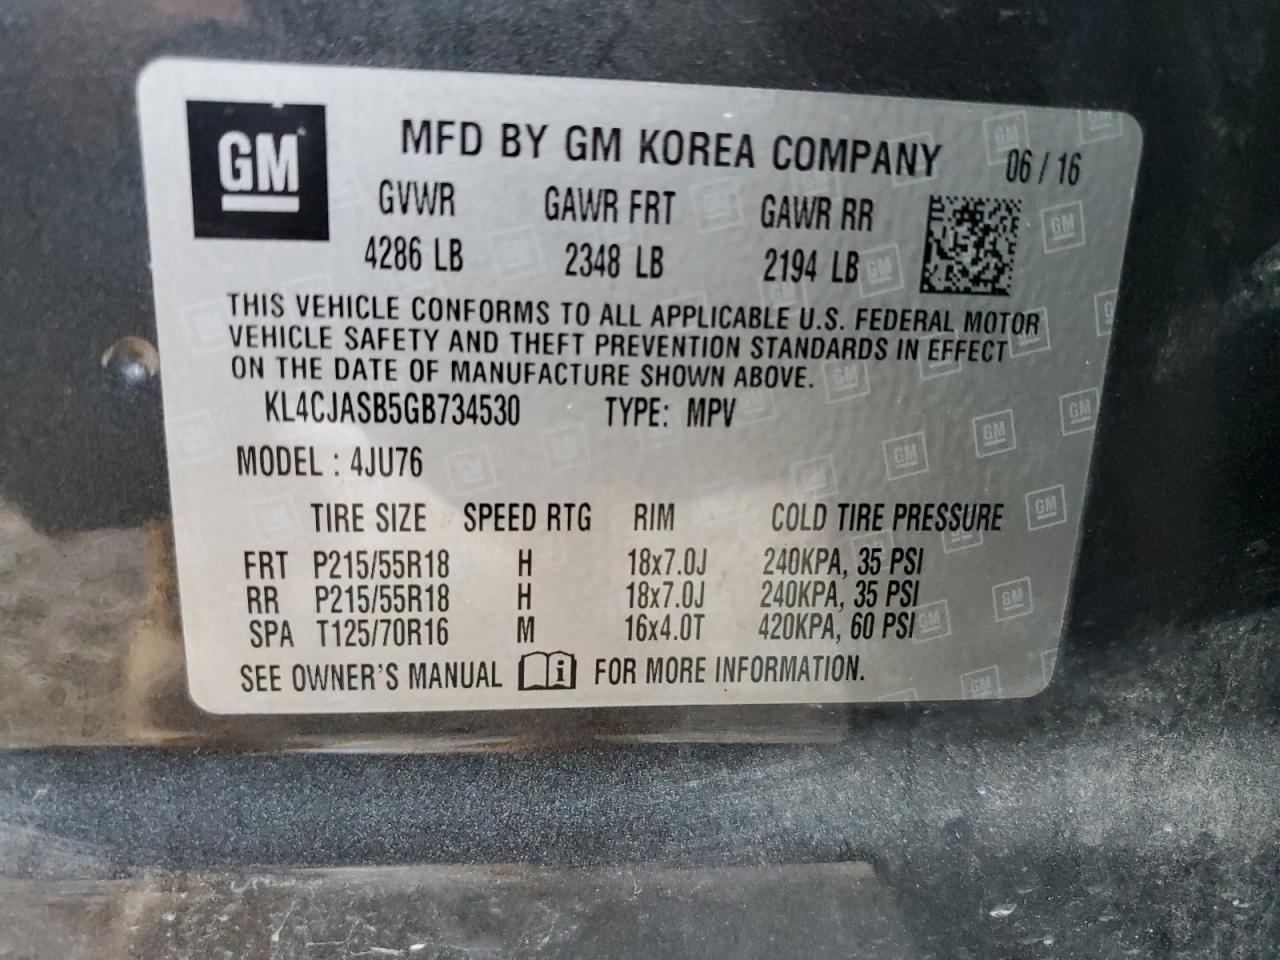 GM
MFD BY GM KOREA COMPANY 06 / 16
GVWR GAWR FRT GAWR RR
4286 LB 2348 LB 2194 LB
THIS VEHICLE CONFORMS TO ALL APPLICABLE U.S. FEDERAL MOTOR
VEHICLE SAFETY AND THEFT PREVENTION STANDARDS IN EFFECT
ON THE DATE OF MANUFACTURE SHOWN ABOVE.
KL4CJASB5GB734530 TYPE: MPV
MODEL : 4JU76
TIRE SIZE SPEED RTG RIM COLD TIRE PRESSURE
FRT P215/55R18 H 18x7.0J 240KPA, 35 PSI
RR P215/55R18 H 18x7.0J 240KPA, 35 PSI
SPA T125/70R16 M 16x4.0T 420KPA, 60 PSI
SEE OWNER'S MANUAL i FOR MORE INFORMATION.